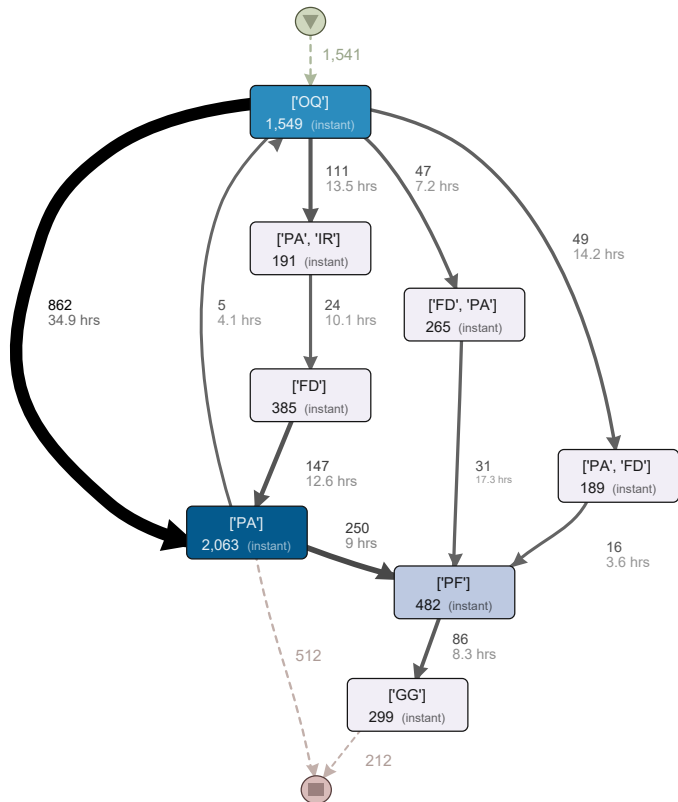 1,541
['OQ']
1,549 (instant)
111
13.5 hrs
47
7.2 hrs
49
14.2 hrs
['PA', 'IR']
191 (instant)
862
34.9 hrs
5
4.1 hrs
24
10.1 hrs
['FD', 'PA']
265 (instant)
['FD']
385 (instant)
147
12.6 hrs
31
17.3 hrs
['PA', 'FD']
189 (instant)
['PA']
2,063 (instant)
250
9 hrs
16
3.6 hrs
['PF']
482 (instant)
512
86
8.3 hrs
['GG']
299 (instant)
212